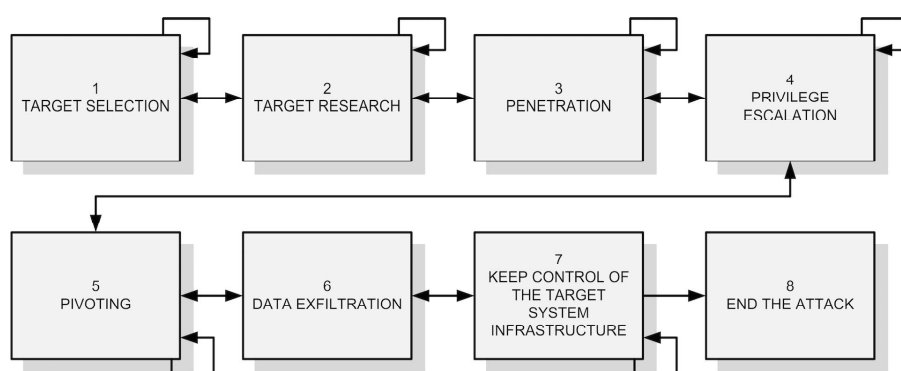 1
TARGET SELECTION
2
TARGET RESEARCH
3
PENETRATION
4
PRIVILEGE
ESCALATION
5
PIVOTING
6
DATA EXFILTRATION
7
KEEP CONTROL OF
THE TARGET
SYSTEM
INFRASTRUCTURE
8
END THE ATTACK